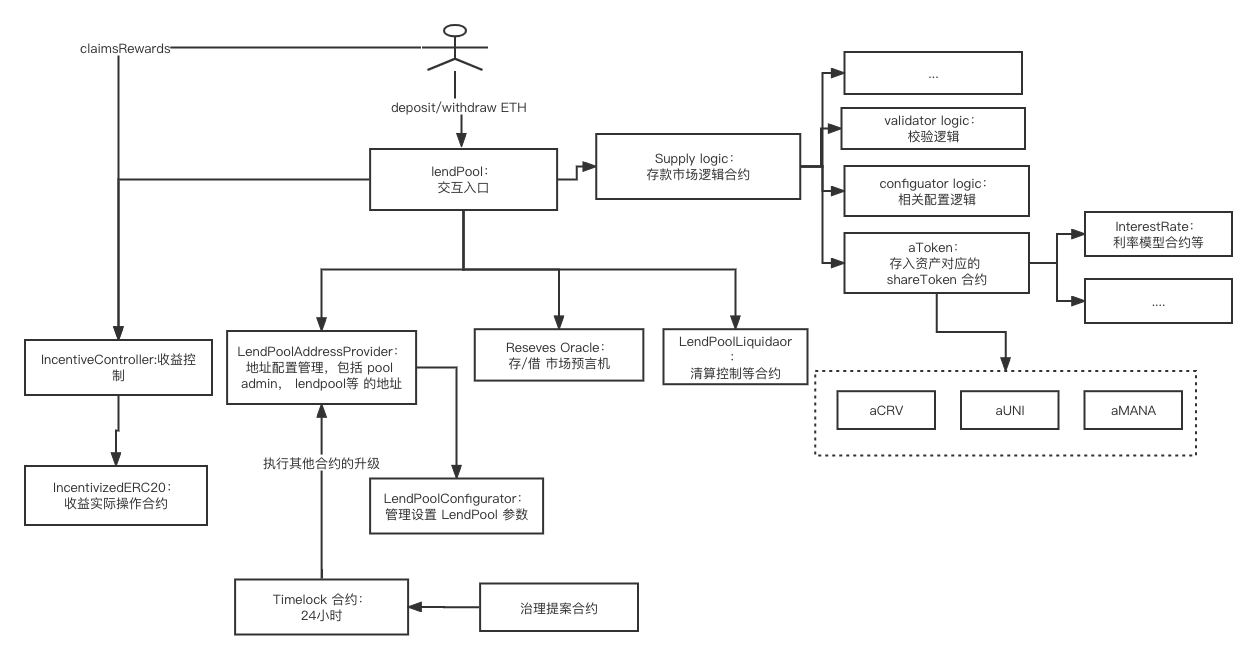 claimsRewards
deposit/withdraw ETH
lendPool：
交互入口
Supply logic：
存款市场逻辑合约
...
validator logic：
校验逻辑
configuator logic：
相关配置逻辑
aToken：
存入资产对应的
shareToken 合约
InterestRate：
利率模型合约等
....
IncentiveController:收益控
制
LendPoolAddressProvider：
地址配置管理，包括 pool
admin， lendpool等 的地址
Reseves Oracle：
存/借 市场预言机
LendPoolLiquidaor
：
清算控制等合约
aCRV
aUNI
aMANA
执行其他合约的升级
IncentivizedERC20：
收益实际操作合约
LendPoolConfigurator：
管理设置 LendPool 参数
Timelock 合约：
24小时
治理提案合约